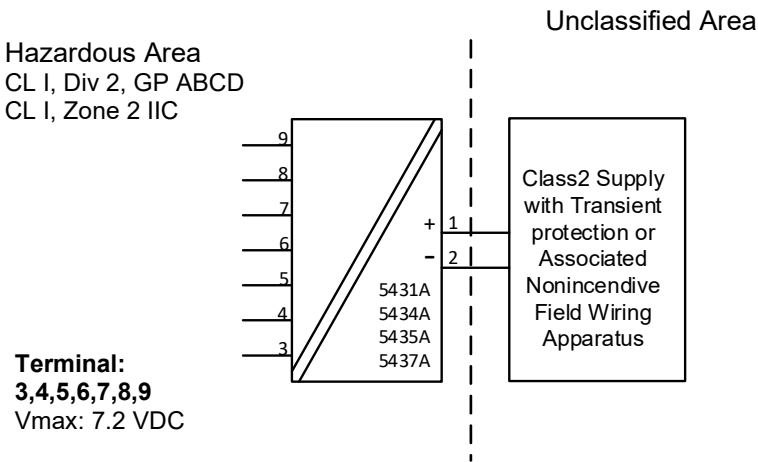 Unclassified Area
Hazardous Area
CL I, Div 2, GP ABCD
CL I, Zone 2 IIC
9
8
7
6
5
4
3
+ 1
- 2
5431A
5434A
5435A
5437A
Class2 Supply
with Transient
protection or
Associated
Nonincendive
Field Wiring
Apparatus
Terminal:
3,4,5,6,7,8,9
Vmax: 7.2 VDC